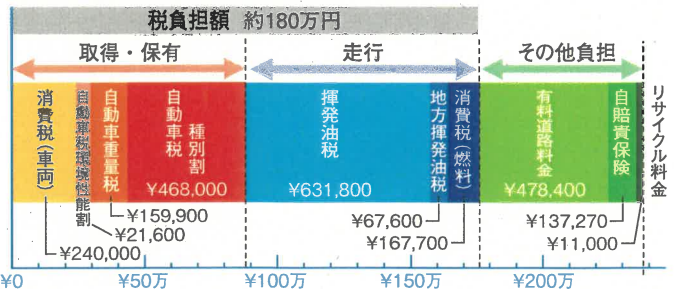 税負担額 約180万円
取得・保有
走行
その他負担
消費税（車両）
自動車税環境性能割
自動車重量税
自動車税
種別割
¥468,000
揮発油税
¥631,800
地方揮発油税
消費税（燃料）
有料道路料金
¥478,400
自賠責保険
リサイクル料金
¥159,900
¥21,600
¥240,000
¥67,600
¥167,700
¥137,270
¥11,000
¥0
¥50万
¥100万
¥150万
¥200万